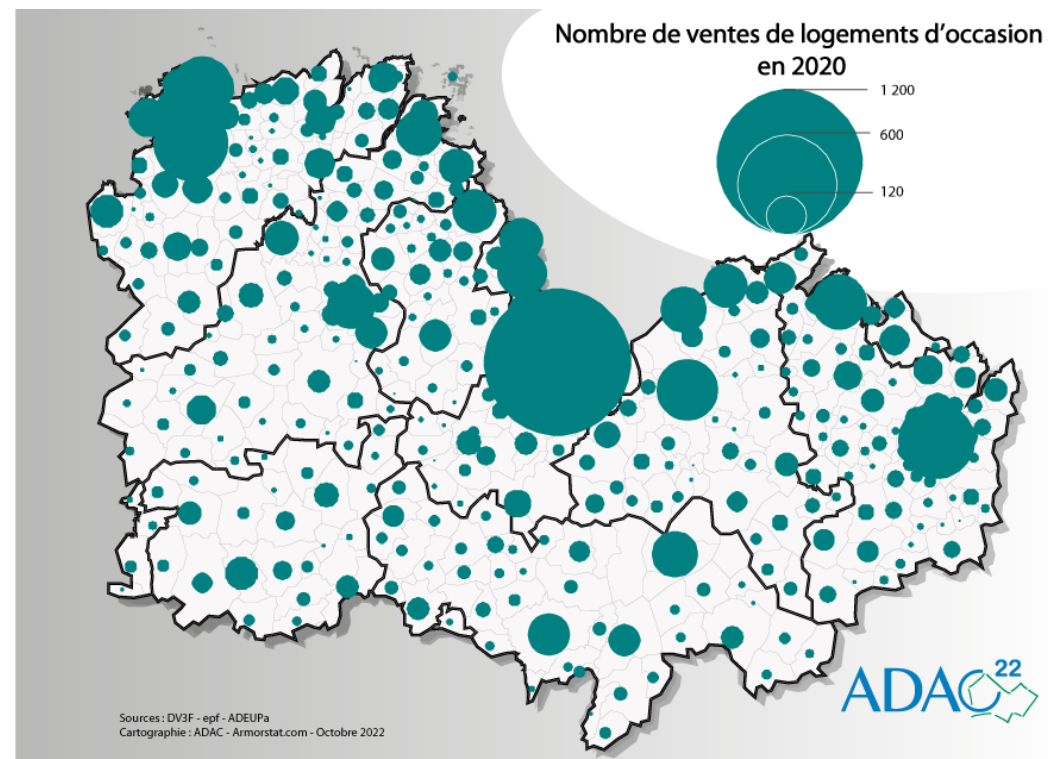 Nombre de ventes de logements d’occasion
en 2020
1 200
600
120
ADAC 22
Sources : DV3F - epf - ADEUPa
Cartographie : ADAC - Armorstat.com - Octobre 2022